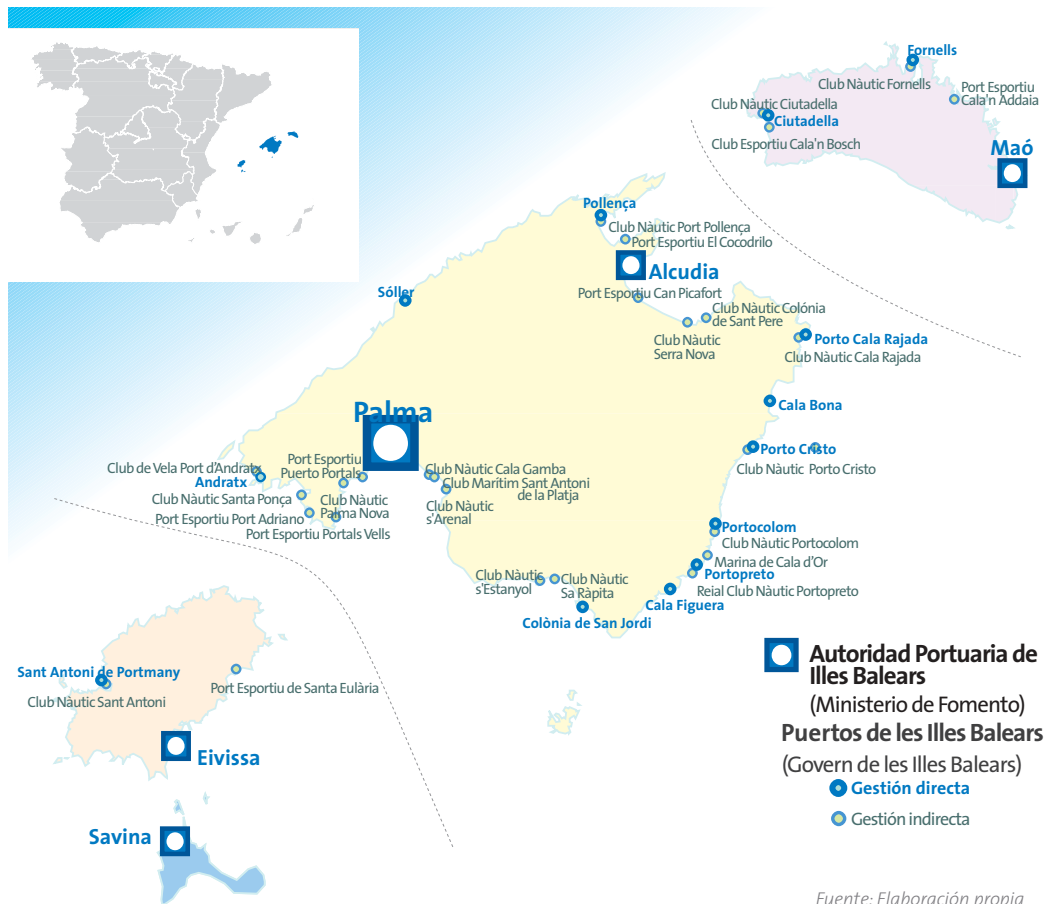 Fornells
Club Nàutic Fornells
Port Esportiu
Cala'n Addaia
Club Nàutic Ciutadella
Ciutadella
Club Esportiu Cala'n Bosch
Maó
Pollença
Club Nàutic Port Pollença
Port Esportiu El Cocodrilo
Alcudia
Sóller
Port Esportiu Can Picafort
Club Nàutic Colónia
de Sant Pere
Club Nàutic
Serra Nova
Porto Cala Rajada
Club Nàutic Cala Rajada
Palma
Cala Bona
Porto Cristo
Club Nàutic Porto Cristo
Club de Vela Port d'Andratx
Andratx
Port Esportiu
Puerto Portals
Club Nàutic Santa Ponça
Club Nàutic
Palma Nova
Port Esportiu Port Adriano
Port Esportiu Portals Vells
Club Nàutic Cala Gamba
Club Marítim Sant Antoni
de la Platja
Club Nàutic
s'Arenal
Portocolom
Club Nàutic Portocolom
Marina de Cala d'Or
Portopreto
Reial Club Nàutic Portopreto
Cala Figuera
Club Nàutic
s'Estanyol
Club Nàutic
Sa Ràpita
Colònia de San Jordi
Sant Antoni de Portmany
Club Nàutic Sant Antoni
Port Esportiu de Santa Eulària
Eivissa
Savina
Autoridad Portuaria de
Illes Balears
(Ministerio de Fomento)
Puertos de les Illes Balears
(Govern de les Illes Balears)
Gestión directa
Gestión indirecta
Fuente: Elaboración propia